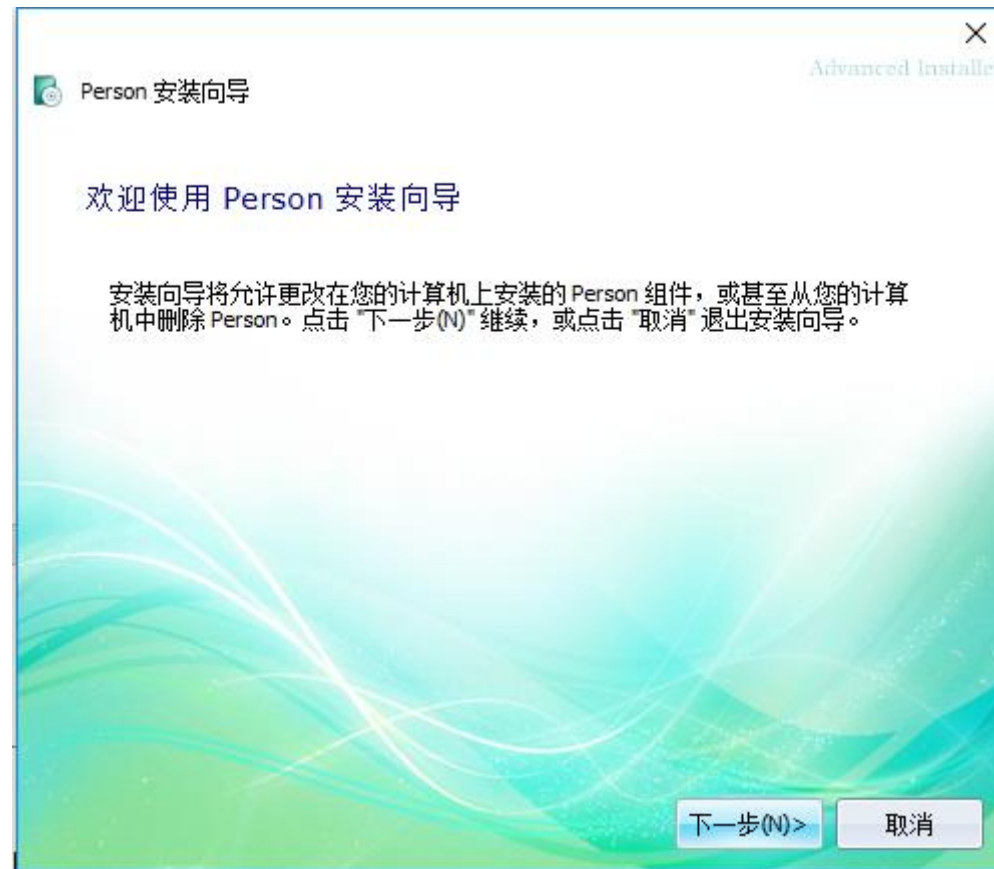 Advanced Installe
Person 安装向导
欢迎使用 Person 安装向导
安装向导将允许更改在您的计算机上安装的 Person 组件，或甚至从您的计算
机中删除 Person。点击 "下一步(N)" 继续，或点击 "取消" 退出安装向导。
下一步(N)>
取消